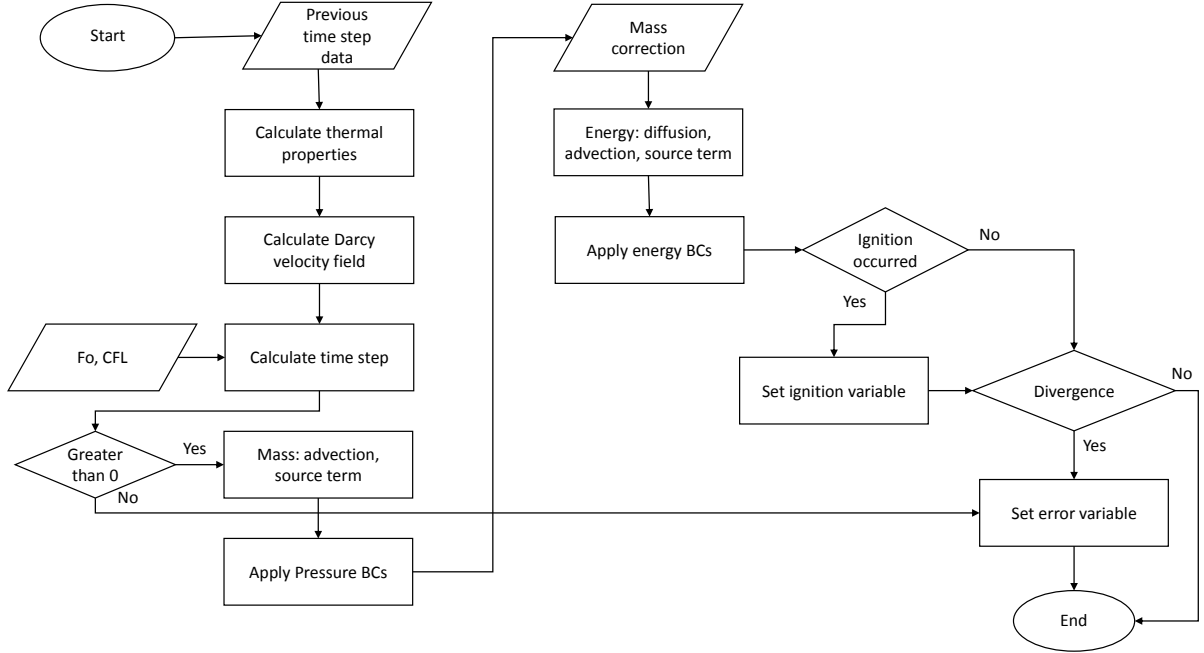 Start
Previous
time step
data
Calculate thermal
properties
Calculate Darcy
velocity field
Fo, CFL
Calculate time step
Greater
than 0
Yes
No
Mass: advection,
source term
Apply Pressure BCs
Mass
correction
Energy: diffusion,
advection, source term
Apply energy BCs
Ignition
occurred
No
Yes
Set ignition variable
Divergence
No
Yes
Set error variable
End